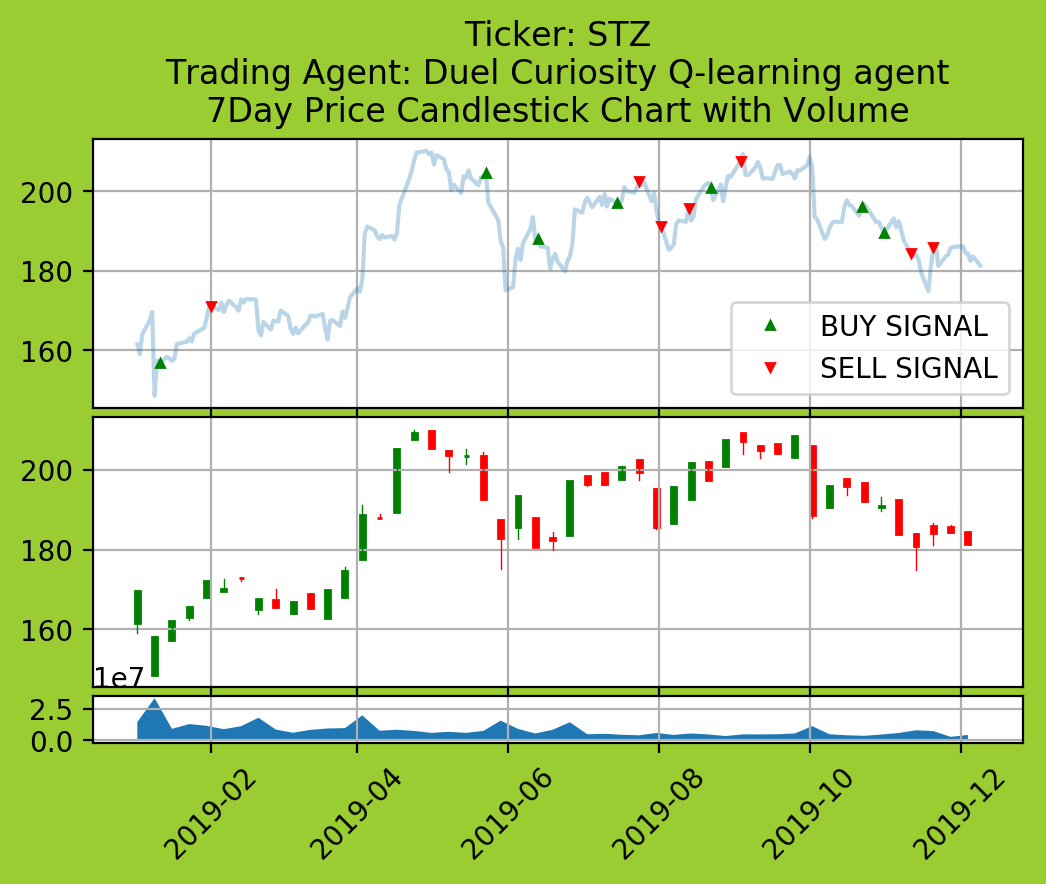 Ticker: STZ
Trading Agent: Duel Curiosity Q-learning agent
7Day Price Candlestick Chart with Volume
200
180
160
BUY SIGNAL
SELL SIGNAL
200
180
160
1e7
2.5
0.0
2019-02
2019-04
2019-06
2019-08
2019-10
2019-12